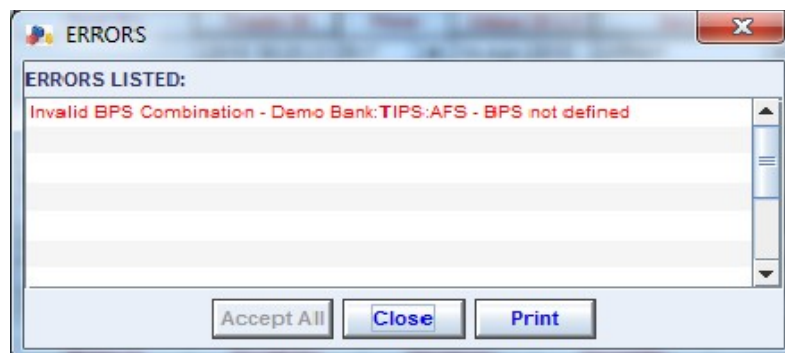 ERRORS
ERRORS LISTED:
Invalid BPS Combination - Demo Bank:TIPS:AFS - BPS not defined
Accept All Close Print